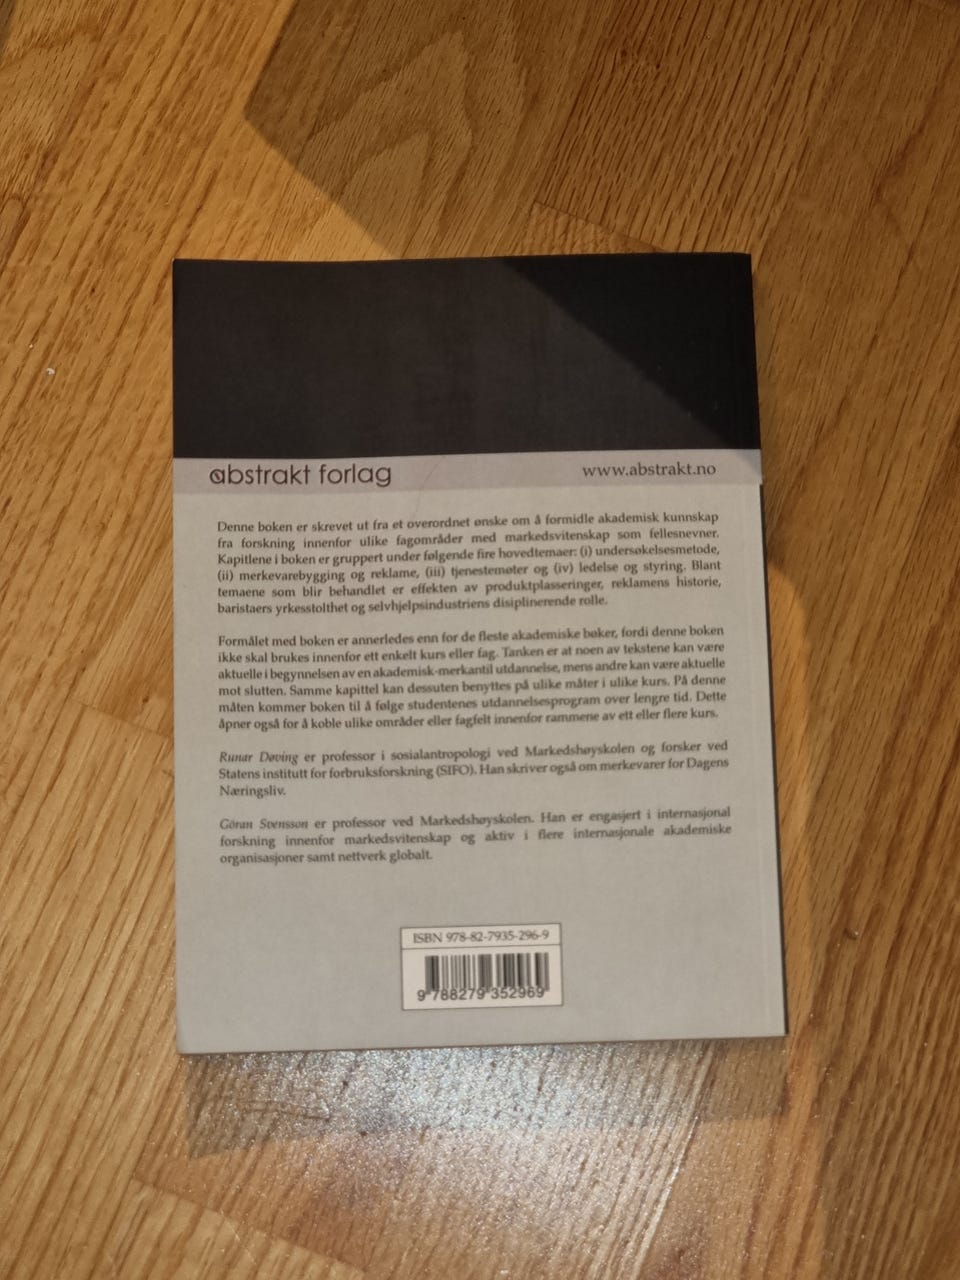 abstrakt forlag
www.abstrakt.no
Denne boken er skrevet ut fra et overordnet ønske om å formidle akademisk kunnskap
fra forskning innenfor ulike fagområder med markedsvitenskap som fellesnevner.
Kapitlene i boken er gruppert under følgende fire hovedtemaer: (i) undersøkelsesmetode,
(ii) merkevarebygging og reklame, (iii) tjenestemøter og (iv) ledelse og styring. Blant
temaene som blir behandlet er effekten av produktplasseringer, reklamens historie,
baristaers yrkesstolthet og selvhjelpsindustriens disiplinerende rolle.
Formålet med boken er annerledes enn for de fleste akademiske bøker, fordi denne boken
ikke skal brukes innenfor ett enkelt kurs eller fag. Tanken er at noen av tekstene kan være
aktuelle i begynnelsen av en akademisk-merkantil utdannelse, mens andre kan være aktuelle
mot slutten. Samme kapittel kan dessuten benyttes på ulike måter i ulike kurs. På denne
måten kommer boken til å følge studentenes utdannelsesprogram over lengre tid. Dette
åpner også for å koble ulike områder eller fagfelt innenfor rammene av ett eller flere kurs.
Runar Døving er professor i sosialantropologi ved Markedshøyskolen og forsker ved
Statens institutt for forbruksforskning (SIFO). Han skriver også om merkevarer for Dagens
Næringsliv.
Göran Svensson er professor ved Markedshøyskolen. Han er engasjert i internasjonal
forskning innenfor markedsvitenskap og aktiv i flere internasjonale akademiske
organisasjoner samt nettverk globalt.
ISBN 978-82-7935-296-9
9 788279 352969